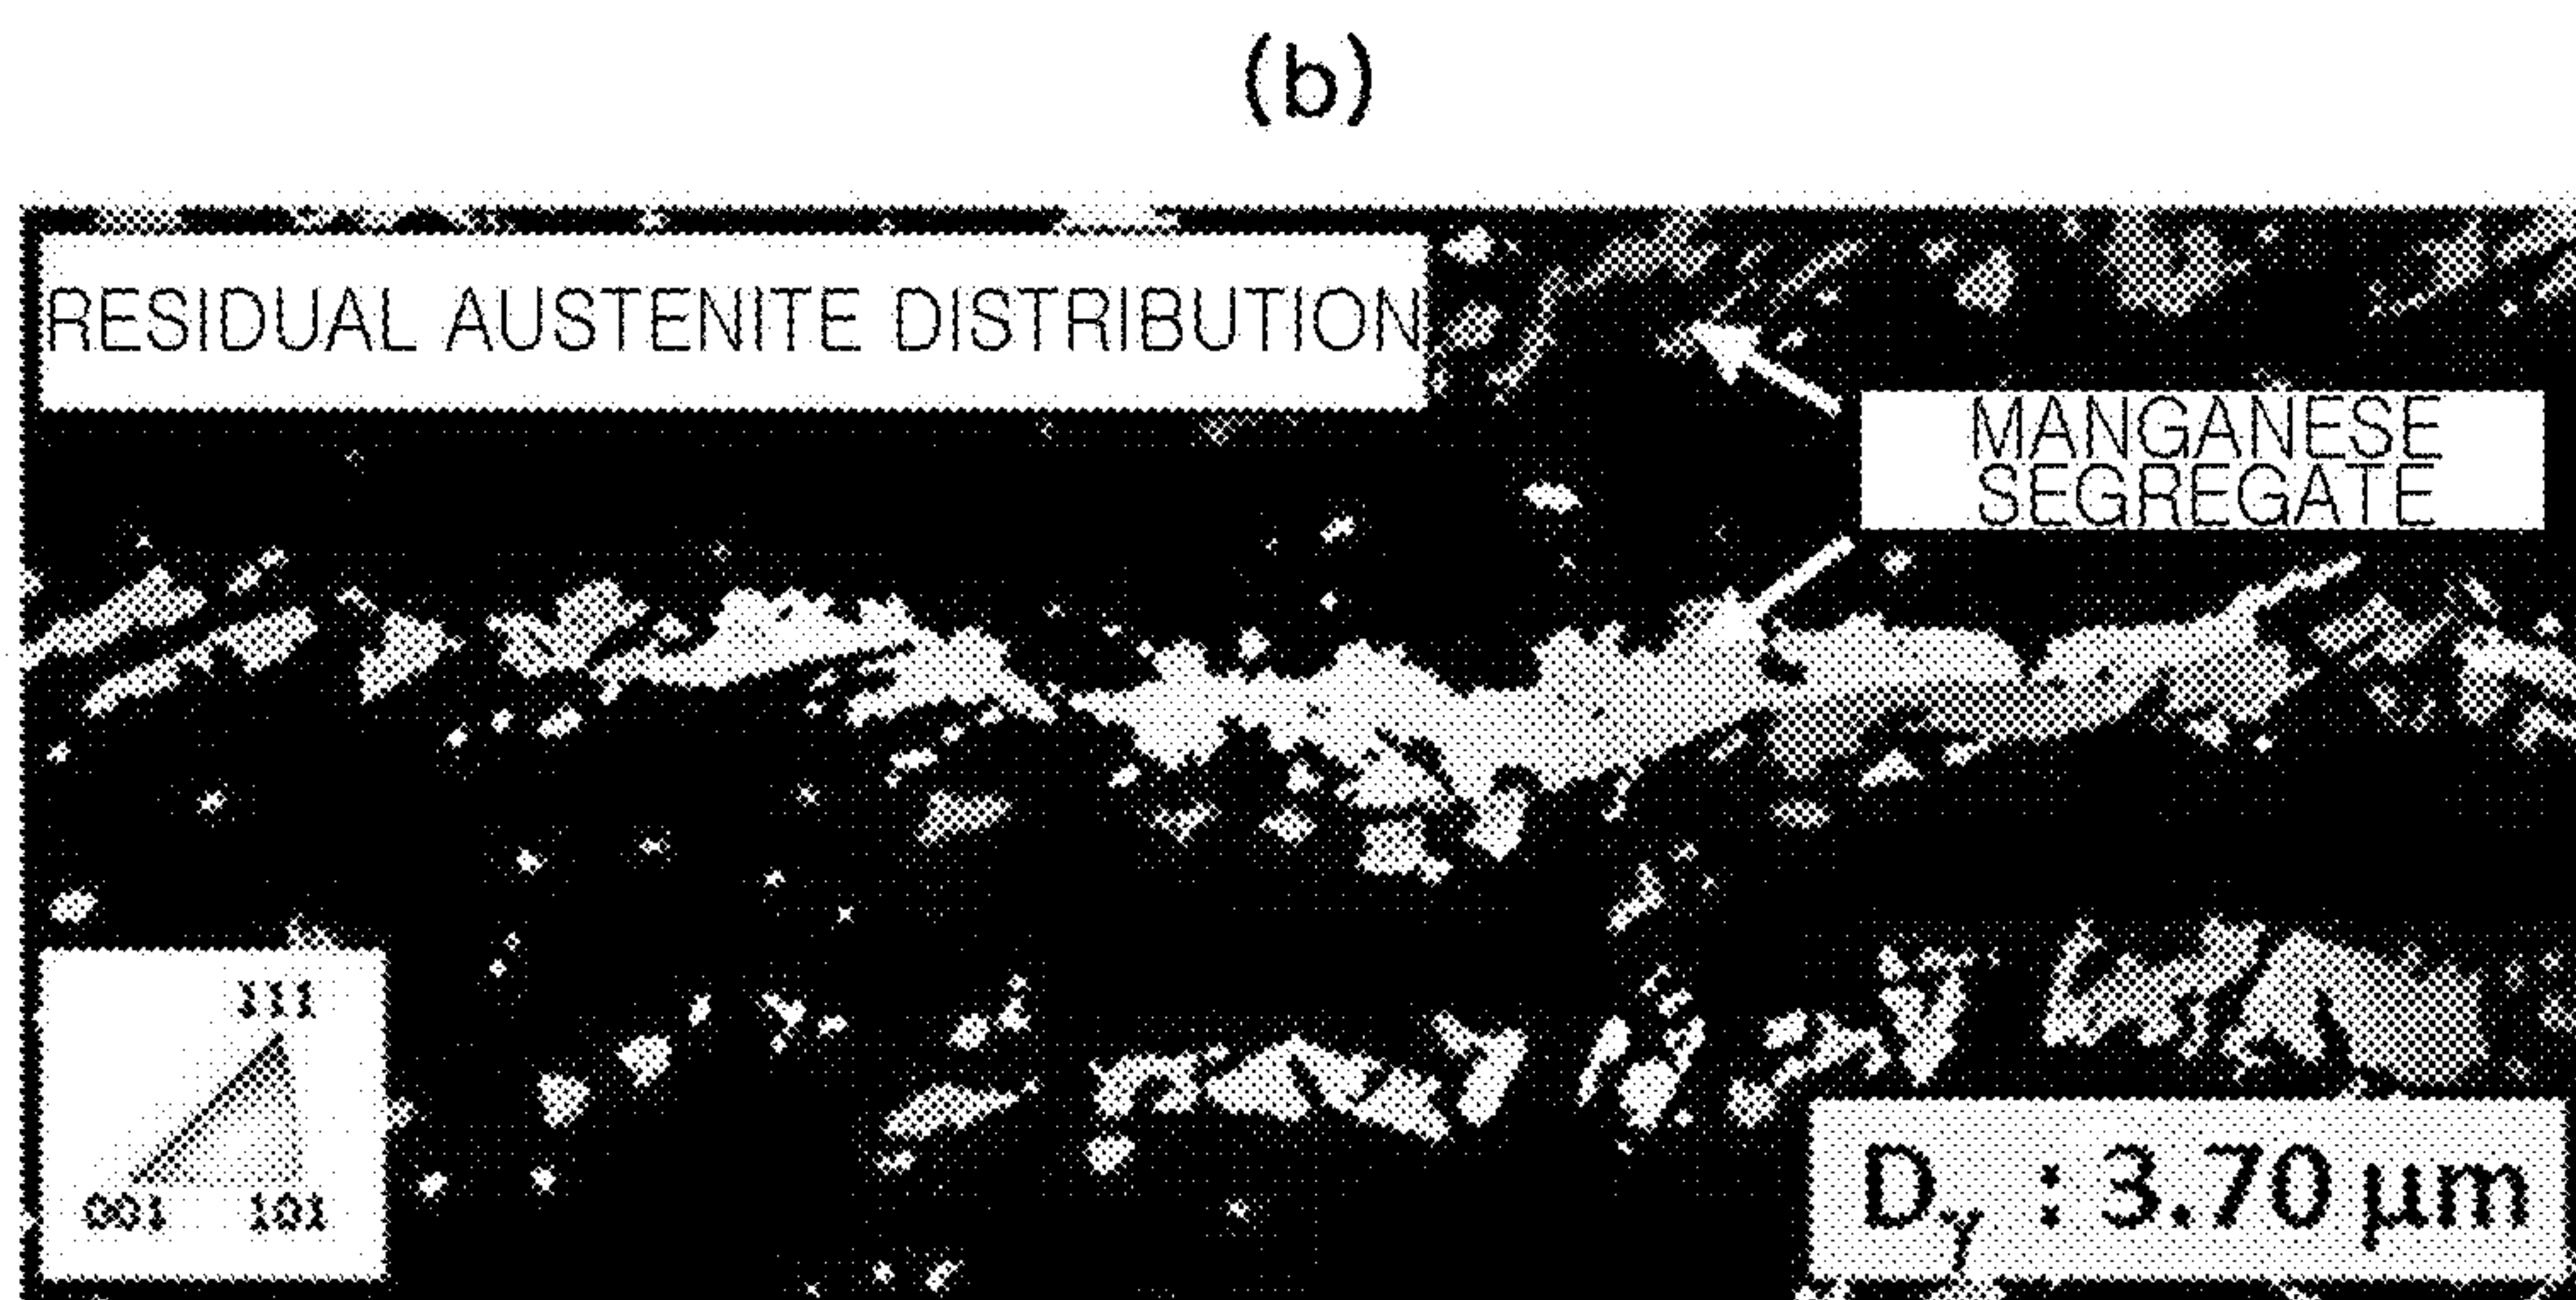 (b)
RESIDUAL AUSTENITE DISTRIBUTION
MANGANESE
SEGREGATE
111
001 101
Dγ : 3.70 μm